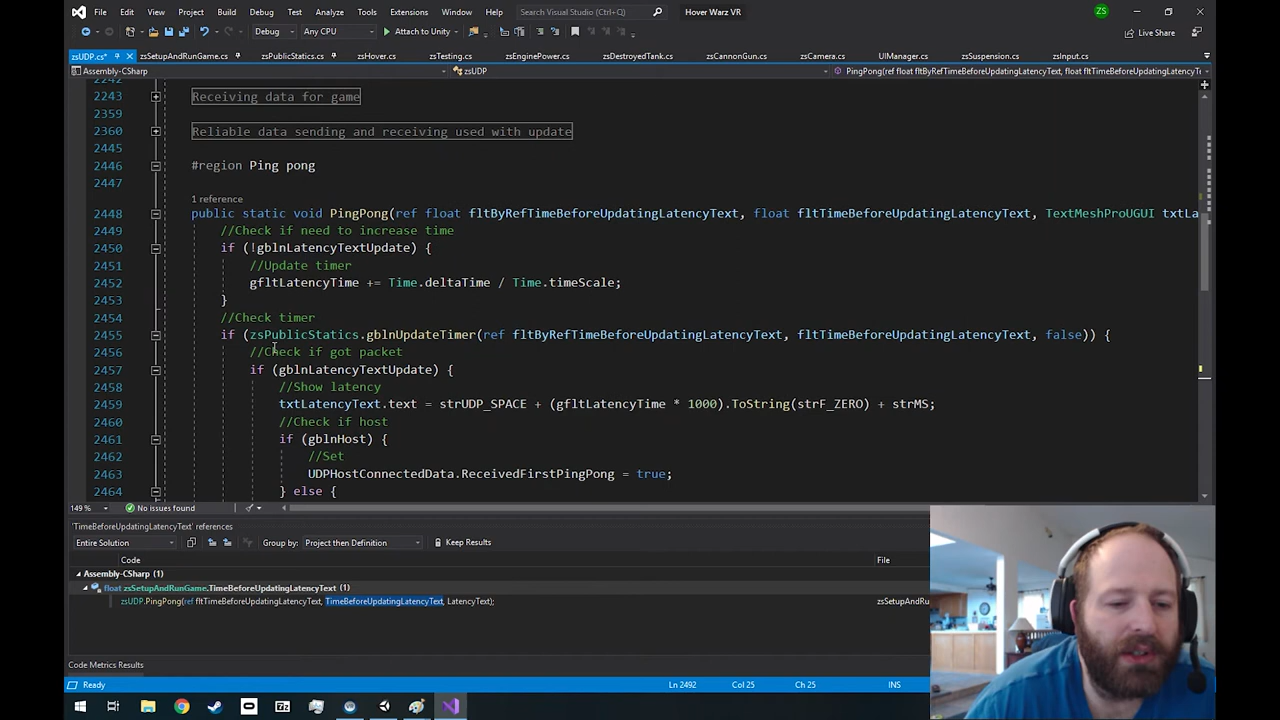 File Edit View Git Project Build Debug Test Analyze Tools Extensions Window Help Search Visual Studio (Ctrl+Q) Hover Warz VR ZS
Debug Any CPU Attach to Unity Live Share
zsUDP.cs* zsSetupAndRunGame.cs zsPublicStatics.cs zsHover.cs zsTesting.cs zsEnginePower.cs zsDestroyedTank.cs zsCannonGun.cs zsCamera.cs UIManager.cs zsSuspension.cs zsInput.cs
Assembly-CSharp zsUDP PingPong(ref float fltByRefTimeBeforeUpdatingLatencyText, float fltTimeBeforeUpdatingLatencyTe
2242
2243 Receiving data for game
2359
2360 Reliable data sending and receiving used with update
2445
2446 #region Ping pong
2447
1 reference
2448 public static void PingPong(ref float fltByRefTimeBeforeUpdatingLatencyText, float fltTimeBeforeUpdatingLatencyText, TextMeshProUGUI txtLa
2449 //Check if need to increase time
2450 if (!gblnLatencyTextUpdate) {
2451 //Update timer
2452 gfltLatencyTime += Time.deltaTime / Time.timeScale;
2453 }
2454 //Check timer
2455 if (zsPublicStatics.gblnUpdateTimer(ref fltByRefTimeBeforeUpdatingLatencyText, fltTimeBeforeUpdatingLatencyText, false)) {
2456 //Check if got packet
2457 if (gblnLatencyTextUpdate) {
2458 //Show latency
2459 txtLatencyText.text = strUDP_SPACE + (gfltLatencyTime * 1000).ToString(strF_ZERO) + strMS;
2460 //Check if host
2461 if (gblnHost) {
2462 //Set
2463 UDPHostConnectedData.ReceivedFirstPingPong = true;
2464 } else {
149 % No issues found
'TimeBeforeUpdatingLatencyText' references
Entire Solution Group by: Project then Definition Keep Results
Code File
Assembly-CSharp (1)
float zsSetupAndRunGame.TimeBeforeUpdatingLatencyText (1)
zsUDP.PingPong(ref fltTimeBeforeUpdatingLatencyText, TimeBeforeUpdatingLatencyText, LatencyText); zsSetupAndRu
Code Metrics Results
Ready Ln 2492 Col 25 Ch 25 INS